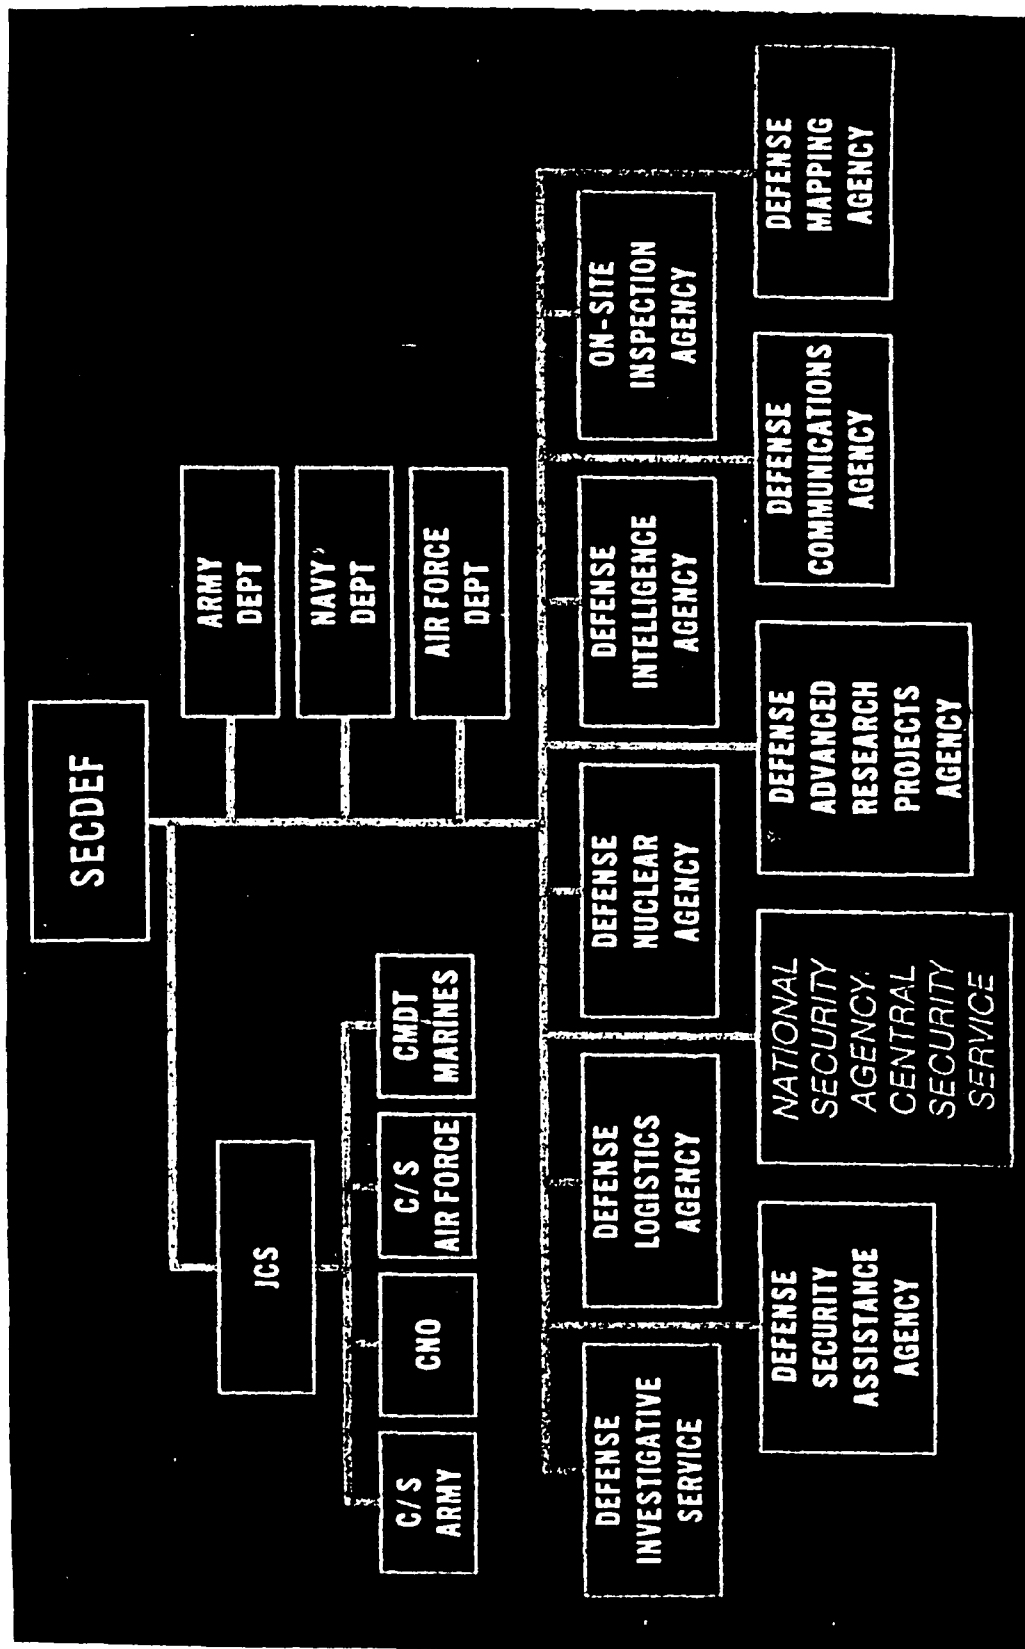 SECDEF
ARMY
DEPT
NAVY
DEPT
AIR FORCE
DEPT
JCS
C/S
ARMY
CNO
C/S
AIR FORCE
CMDT
MARINES
DEFENSE
INVESTIGATIVE
SERVICE
DEFENSE
LOGISTICS
AGENCY
DEFENSE
NUCLEAR
AGENCY
DEFENSE
INTELLIGENCE
AGENCY
ON-SITE
INSPECTION
AGENCY
DEFENSE
SECURITY
ASSISTANCE
AGENCY
NATIONAL
SECURITY
AGENCY
CENTRAL
SECURITY
SERVICE
DEFENSE
ADVANCED
RESEARCH
PROJECTS
AGENCY
DEFENSE
COMMUNICATIONS
AGENCY
DEFENSE
MAPPING
AGENCY